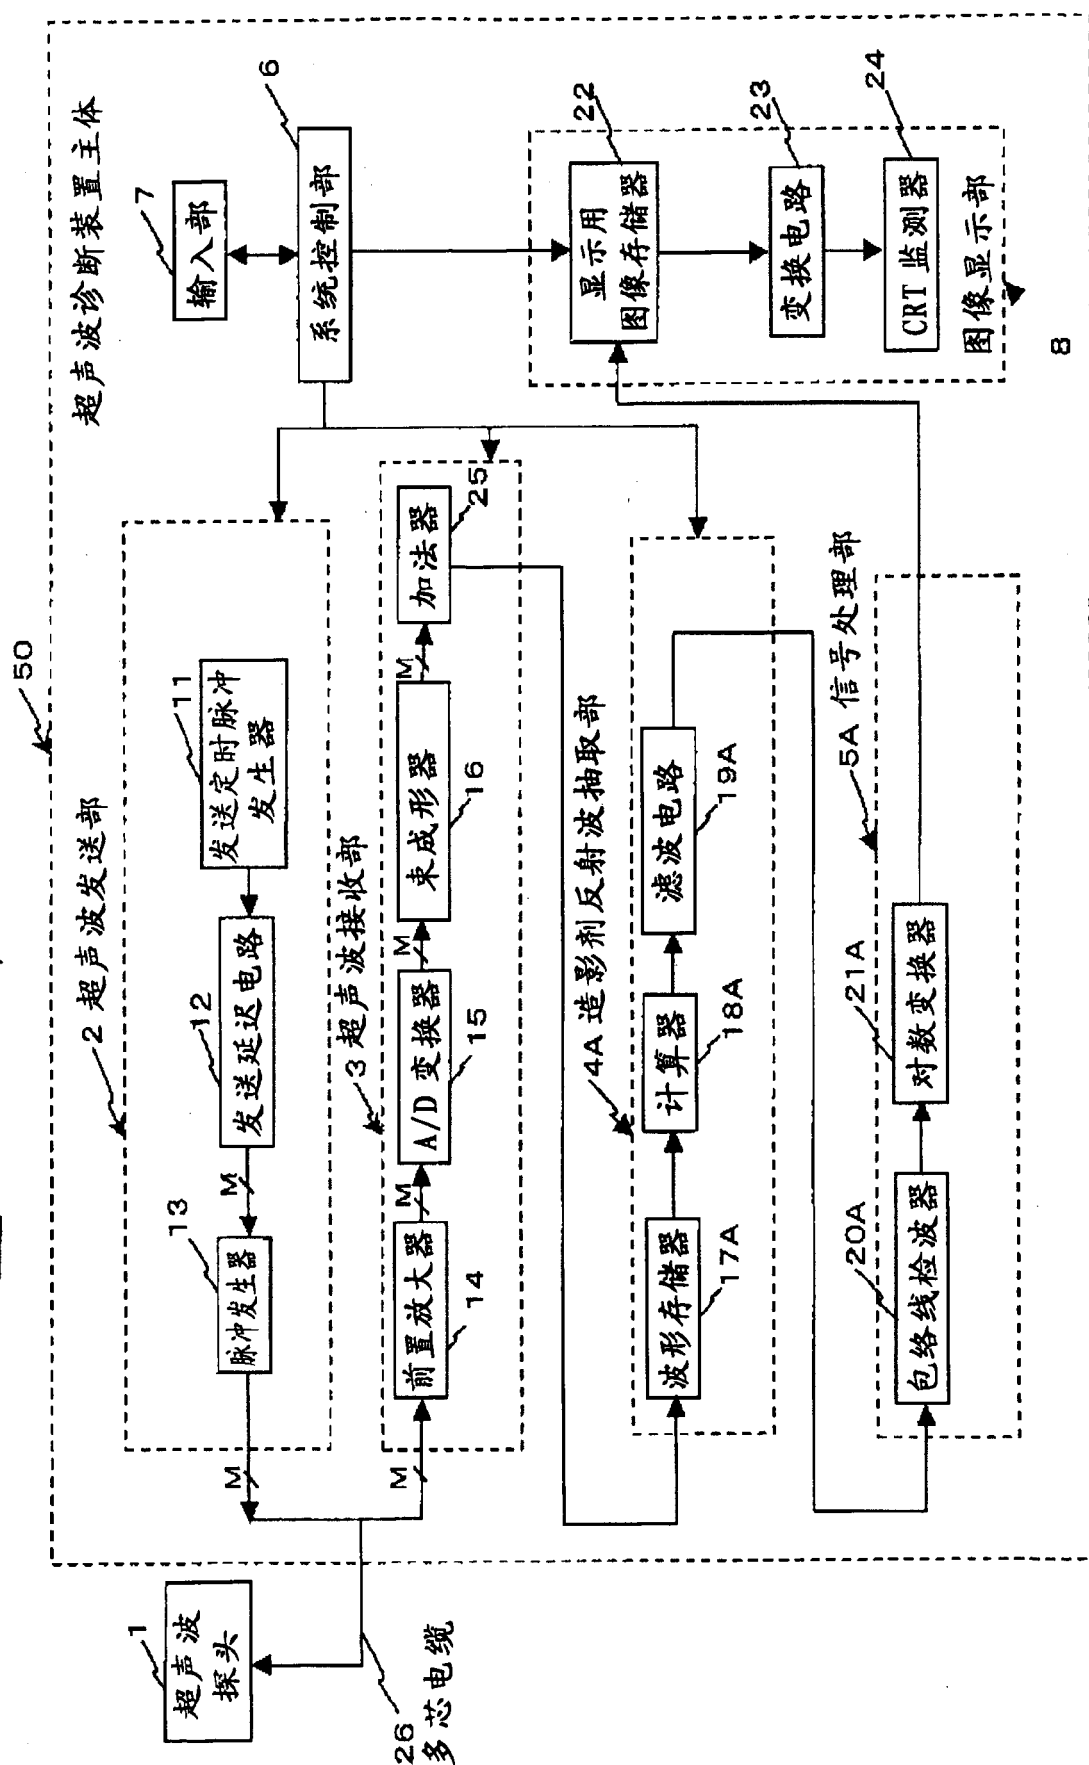 50
超声波诊断装置主体
7
输入部
6
系统控制部
2 超声波发送部
11
发送定时脉冲
发生器
12
发送延迟电路
M
13
脉冲发生器
M
1
超声波
探头
26
多芯电缆
3 超声波接收部
M
前置放大器
14
M
A/D 变换器
15
M
束成形器
16
M
加法器
25
4A 造影剂反射波抽取部
波形存储器
17A
计算器
18A
滤波电路
19A
5A 信号处理部
20A
包络线检波器
21A
对数变换器
22
显示用
图像存储器
23
变换电路
24
CRT 监测器
图像显示部
8